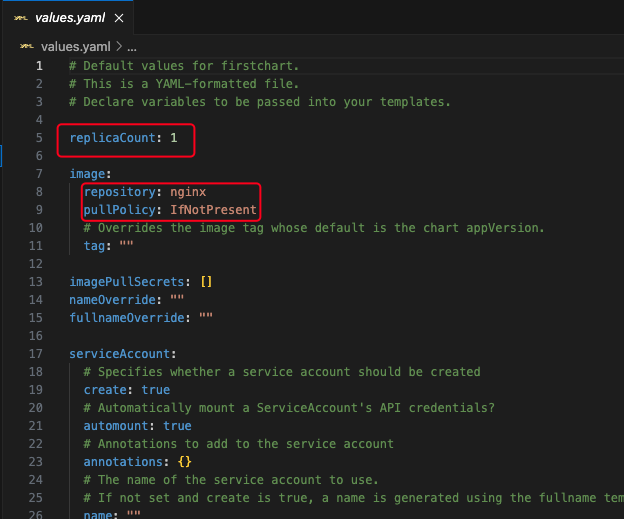 values.yaml ×
values.yaml > ...
1 # Default values for firstchart.
2 # This is a YAML-formatted file.
3 # Declare variables to be passed into your templates.
4
5 replicaCount: 1
6
7 image:
8 repository: nginx
9 pullPolicy: IfNotPresent
10 # Overrides the image tag whose default is the chart appVersion.
11 tag: ""
12
13 imagePullSecrets: []
14 nameOverride: ""
15 fullnameOverride: ""
16
17 serviceAccount:
18 # Specifies whether a service account should be created
19 create: true
20 # Automatically mount a ServiceAccount's API credentials?
21 automount: true
22 # Annotations to add to the service account
23 annotations: {}
24 # The name of the service account to use.
25 # If not set and create is true, a name is generated using the fullname tem
26 name: ""